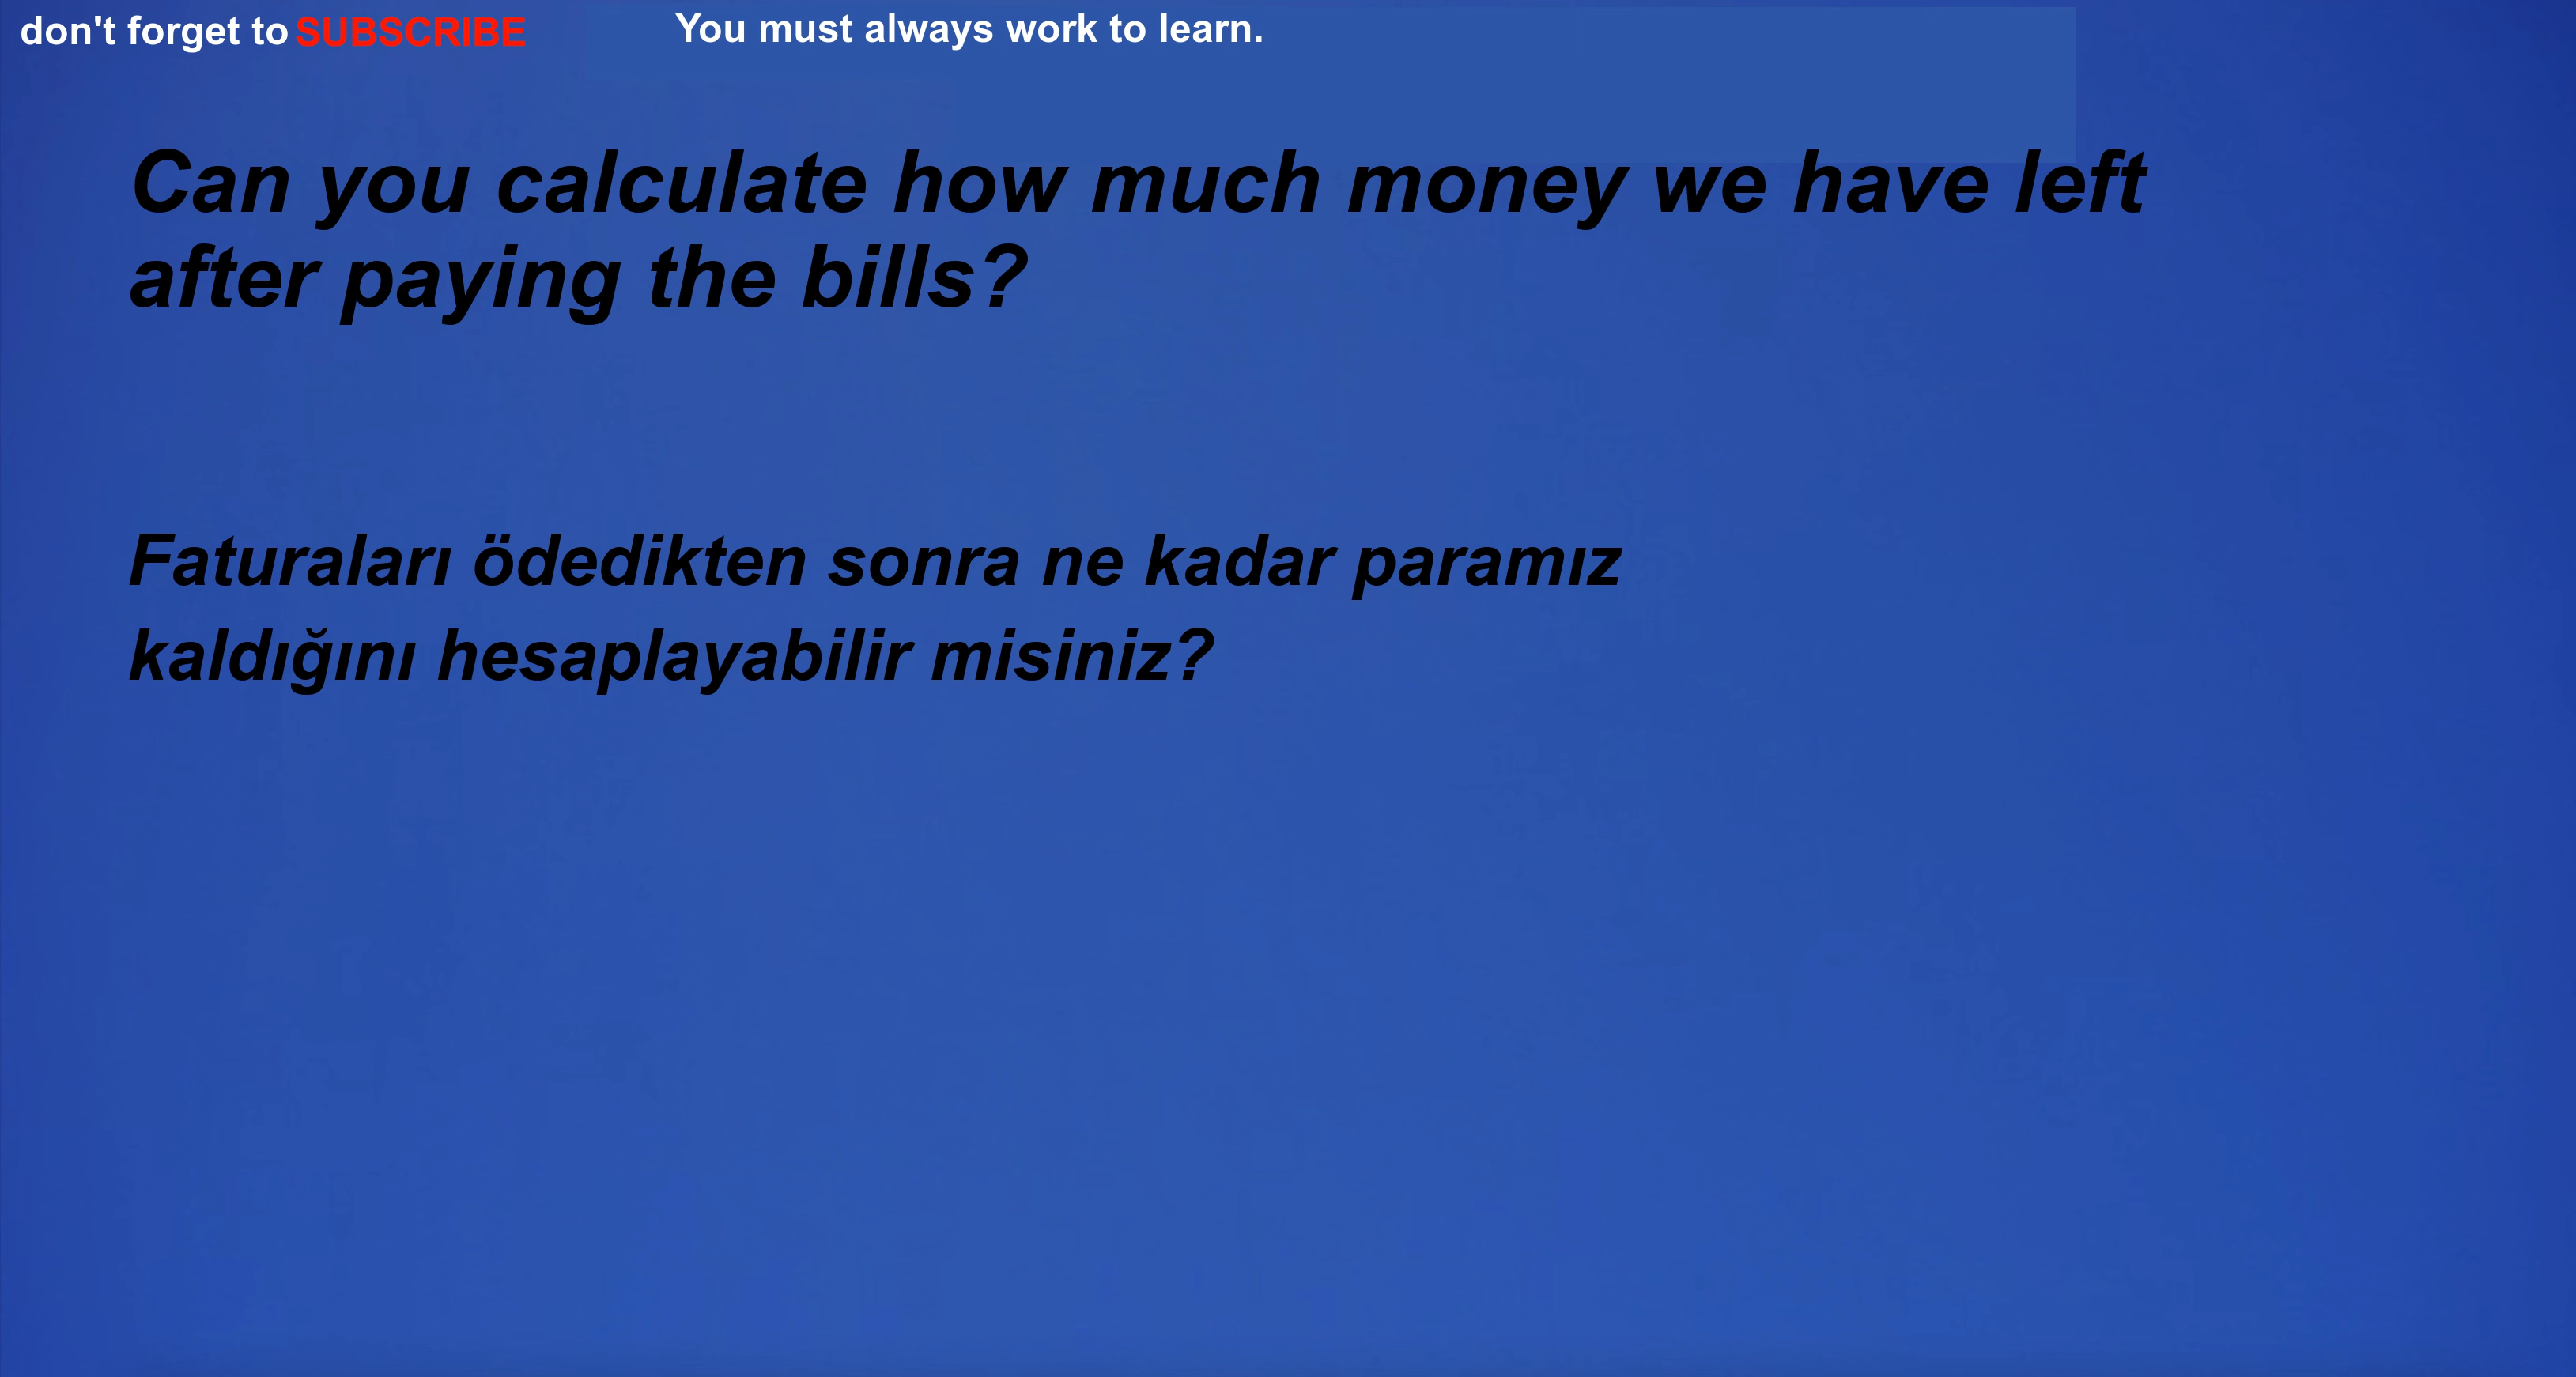 don't forget to SUBSCRIBE You must always work to learn.
Can you calculate how much money we have left
after paying the bills?
Faturaları ödedikten sonra ne kadar paramız
kaldığını hesaplayabilir misiniz?